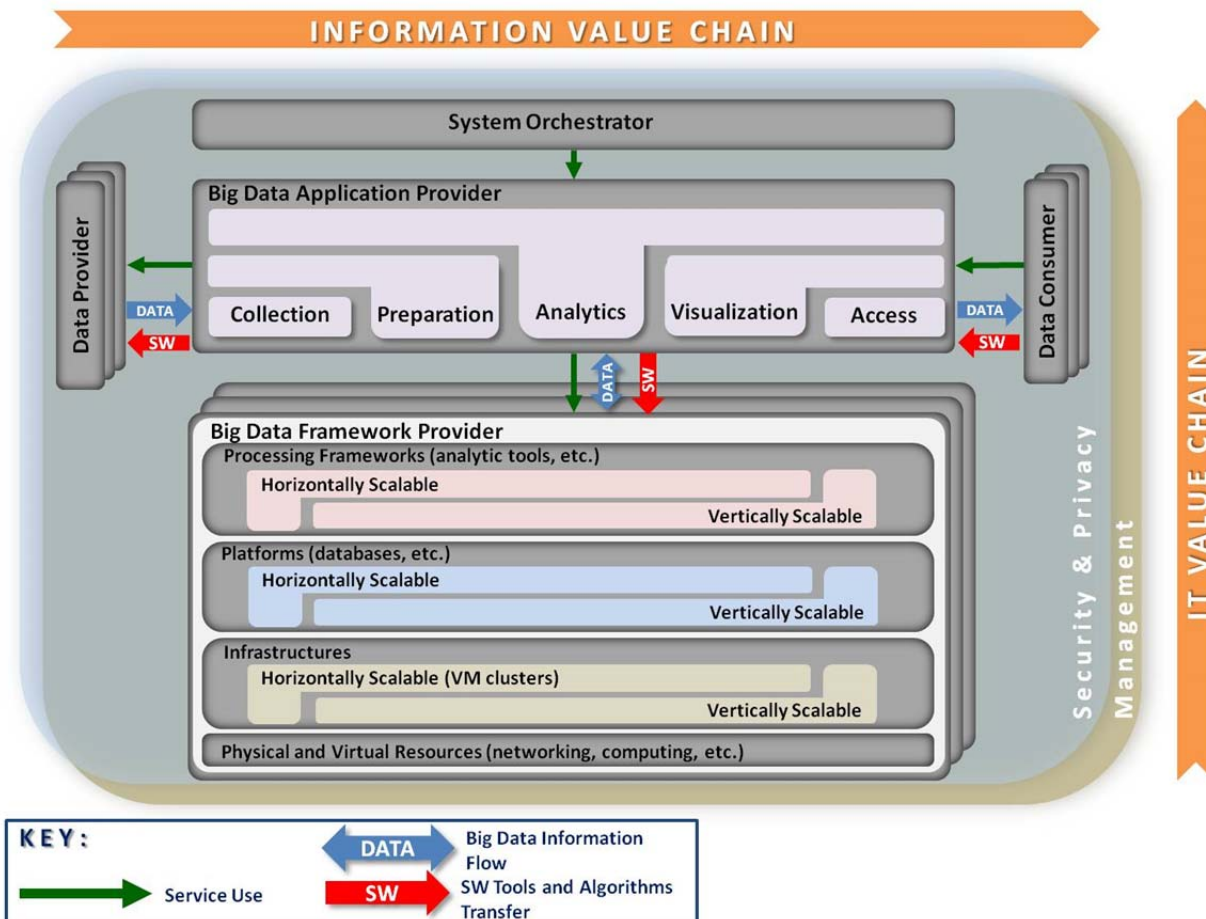 INFORMATION VALUE CHAIN
System Orchestrator
Big Data Application Provider
Data Provider
Data Consumer
DATA
SW
Collection
Preparation
Analytics
Visualization
Access
DATA
SW
DATA
SW
Big Data Framework Provider
Processing Frameworks (analytic tools, etc.)
Horizontally Scalable
Vertically Scalable
Platforms (databases, etc.)
Horizontally Scalable
Vertically Scalable
Infrastructures
Horizontally Scalable (VM clusters)
Vertically Scalable
Physical and Virtual Resources (networking, computing, etc.)
Security & Privacy
Management
IT VALUE CHAIN
KEY:
Service Use
DATA
Big Data Information
Flow
SW
SW Tools and Algorithms
Transfer